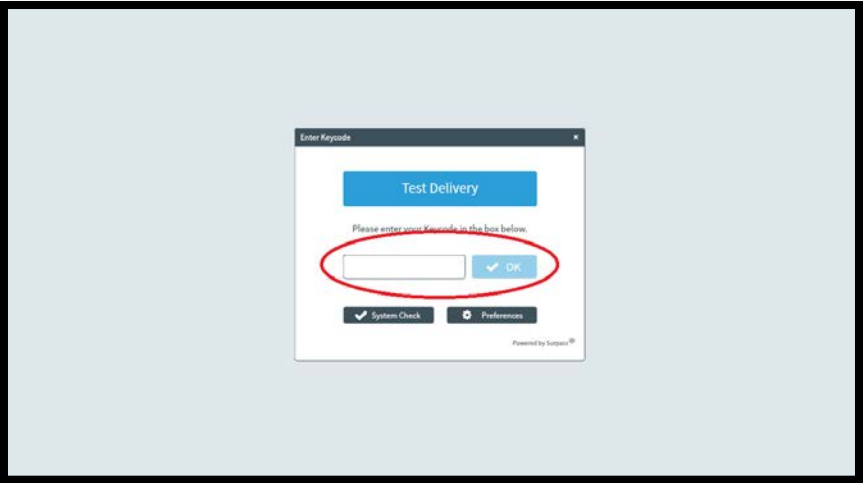 Enter Keycode
Test Delivery
Please enter your Keycode in the box below.
OK
System Check
Preferences
Powered by Surpass